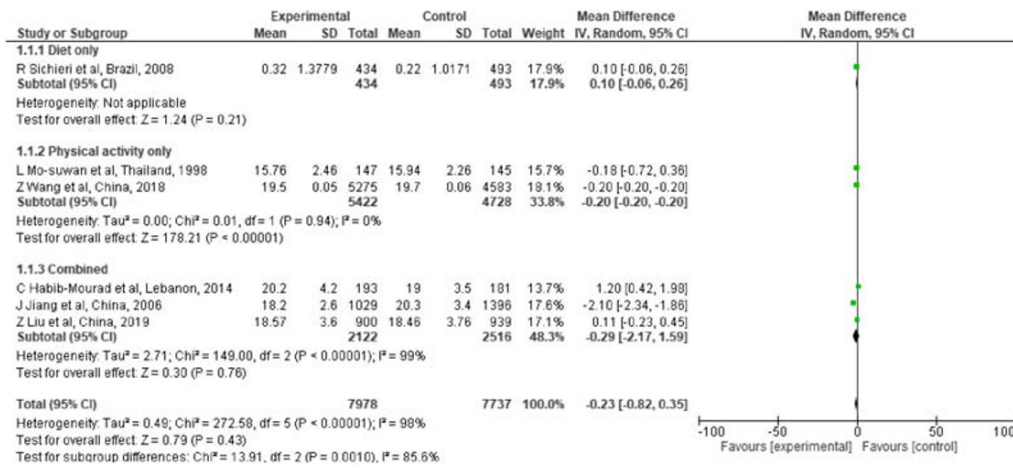 Experimental Control Mean Difference Mean Difference
Study or Subgroup Mean SD Total Mean SD Total Weight IV, Random, 95% CI IV, Random, 95% CI
1.1.1 Diet only
R Sichieri et al, Brazil, 2008 0.32 1.3779 434 0.22 1.0171 493 17.9% 0.10 [-0.06, 0.26]
Subtotal (95% CI) 434 493 17.9% 0.10 [-0.06, 0.26]
Heterogeneity: Not applicable
Test for overall effect: Z = 1.24 (P = 0.21)
1.1.2 Physical activity only
L Mo-suwan et al, Thailand, 1998 15.76 2.46 147 15.94 2.26 145 15.7% -0.18 [-0.72, 0.36]
Z Wang et al, China, 2018 19.5 0.05 5275 19.7 0.06 4583 18.1% -0.20 [-0.20, -0.20]
Subtotal (95% CI) 5422 4728 33.8% -0.20 [-0.20, -0.20]
Heterogeneity: Tau² = 0.00; Chi² = 0.01, df = 1 (P = 0.94); I² = 0%
Test for overall effect: Z = 178.21 (P < 0.00001)
1.1.3 Combined
C Habib-Mourad et al, Lebanon, 2014 20.2 4.2 193 19 3.5 181 13.7% 1.20 [0.42, 1.98]
J Jiang et al, China, 2006 18.2 2.6 1029 20.3 3.4 1396 17.6% -2.10 [-2.34, -1.86]
Z Liu et al, China, 2019 18.57 3.6 900 18.46 3.76 939 17.1% 0.11 [-0.23, 0.45]
Subtotal (95% CI) 2122 2516 48.3% -0.29 [-2.17, 1.59]
Heterogeneity: Tau² = 2.71; Chi² = 149.00, df = 2 (P < 0.00001); I² = 99%
Test for overall effect: Z = 0.30 (P = 0.76)
Total (95% CI) 7978 7737 100.0% -0.23 [-0.82, 0.35]
Heterogeneity: Tau² = 0.49; Chi² = 272.58, df = 5 (P < 0.00001); I² = 98%
Test for overall effect: Z = 0.79 (P = 0.43)
Test for subgroup differences: Chi² = 13.91, df = 2 (P = 0.0010), I² = 85.6%
-100 -50 0 50 100
Favours [experimental] Favours [control]